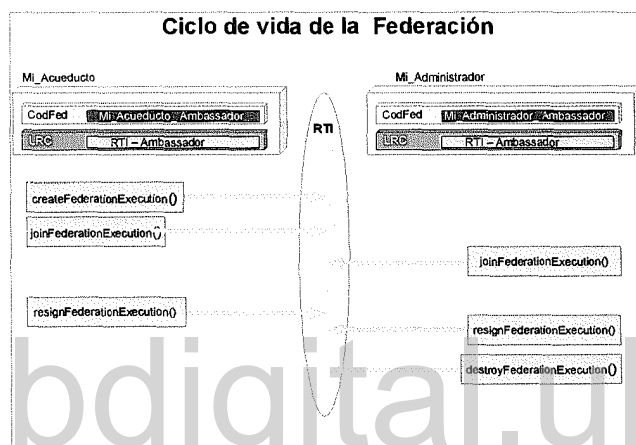 Ciclo de vida de la Federación
Mi_Acueducto
Mi_Administrador
CodFed
Mi-Acueducto-Ambassador
LRC
RTI-Ambassador
RTI
CodFed
Mi-Administrador-Ambassador
LRC
RTI-Ambassador
createFederationExecution()
joinFederationExecution()
joinFederationExecution()
resignFederationExecution()
resignFederationExecution()
destroyFederationExecution()
bdigital.ul